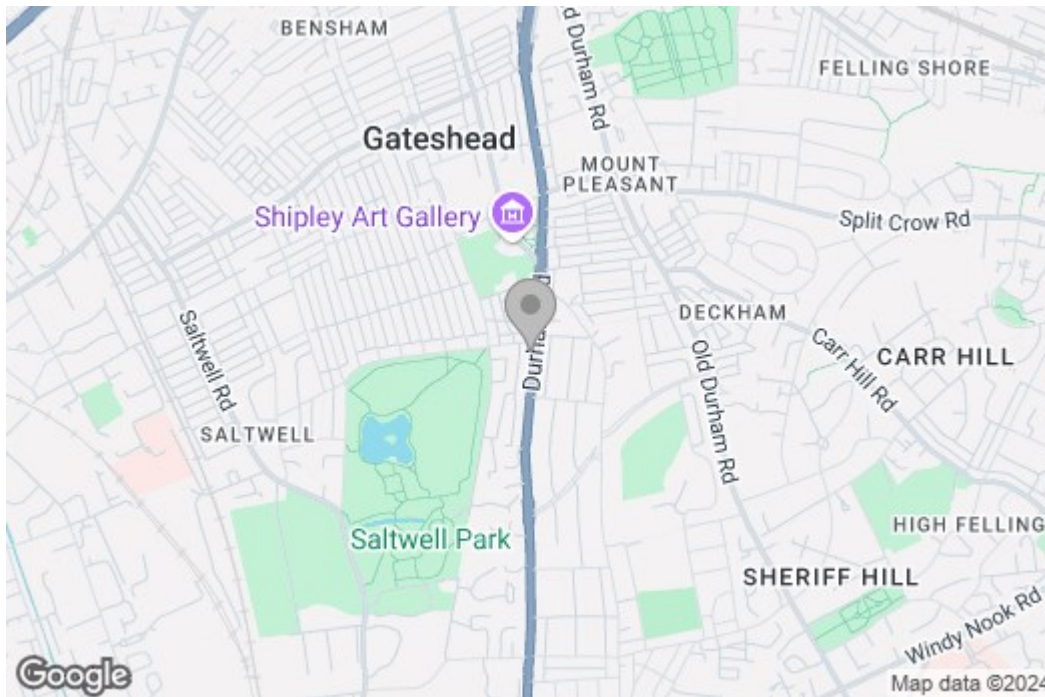 BENSHAM
d Durham Rd
FELLING SHORE
Gateshead
MOUNT
PLEASANT
Shipley Art Gallery
Split Crow Rd
DECKHAM
Durha
d
Old Durham Rd
Carr Hill Rd
CARR HILL
Saltwell Rd
SALTWELL
Saltwell Park
HIGH FELLING
SHERIFF HILL
Windy Nook Rd
Google
Map data ©2024